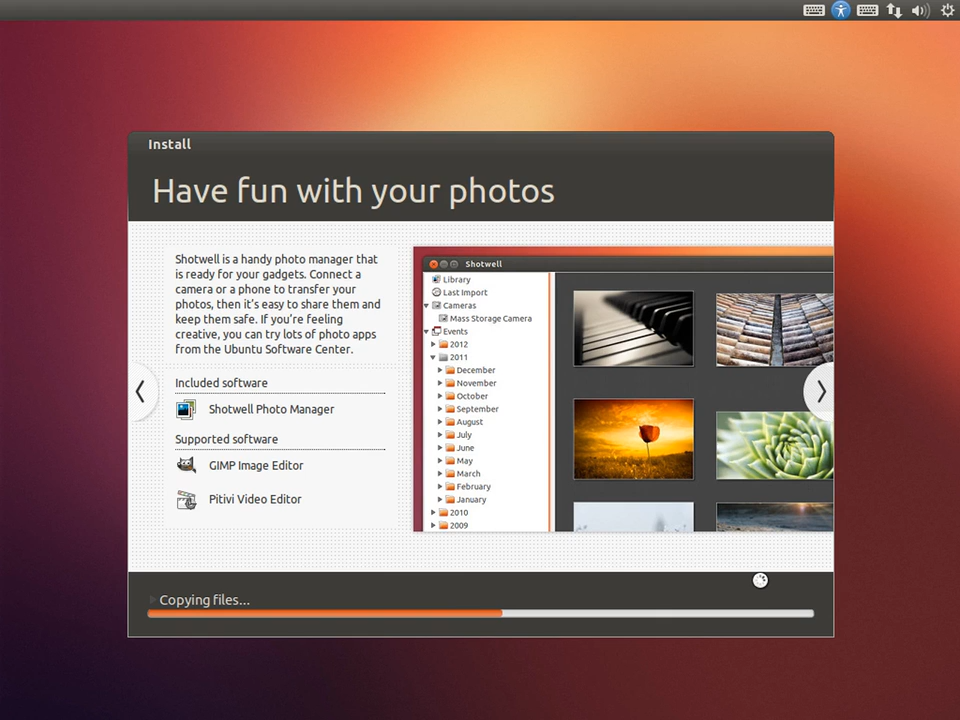 Install
Have fun with your photos
Shotwell is a handy photo manager that
is ready for your gadgets. Connect a
camera or a phone to transfer your
photos, then it's easy to share them and
keep them safe. If you're feeling
creative, you can try lots of photo apps
from the Ubuntu Software Center.
Included software
Shotwell Photo Manager
Supported software
GIMP Image Editor
Pitivi Video Editor
Shotwell
Library
Last Import
Cameras
Mass Storage Camera
Events
2012
2011
December
November
October
September
August
July
June
May
March
February
January
2010
2009
Copying files...